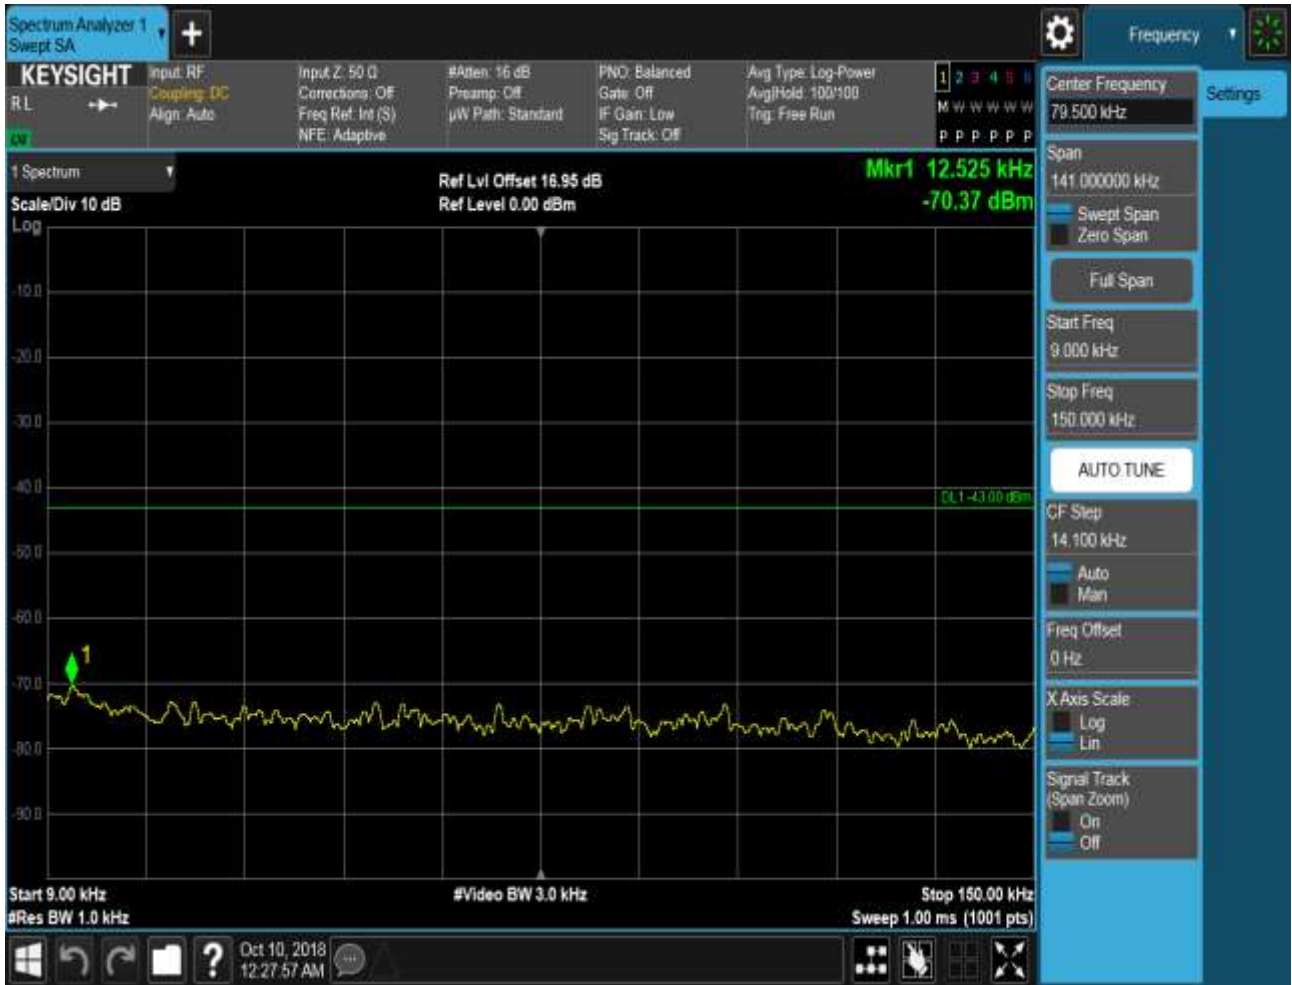 Spectrum Analyzer 1
Swept SA
Frequency
KEYSIGHT
RL
Input: RF
Coupling: DC
Align: Auto
Input Z: 50 Ω
Corrections: Off
Freq Ref: Int (S)
NFE: Adaptive
#Atten: 16 dB
Preamp: Off
µW Path: Standard
PNO: Balanced
Gate: Off
IF Gain: Low
Sig Track: Off
Avg Type: Log-Power
Avg|Hold: 100/100
Trig: Free Run
1 2 3 4 5 6
M W W W W W
P P P P P P
1 Spectrum
Scale/Div 10 dB
Log
Ref Lvl Offset 16.95 dB
Ref Level 0.00 dBm
Mkr1 12.525 kHz
-70.37 dBm
-10.0
-20.0
-30.0
-40.0
DL1 -43.00 dBm
-50.0
-60.0
1
-70.0
-80.0
-90.0
Start 9.00 kHz
#Res BW 1.0 kHz
#Video BW 3.0 kHz
Stop 150.00 kHz
Sweep 1.00 ms (1001 pts)
Center Frequency
79.500 kHz
Settings
Span
141.000000 kHz
Swept Span
Zero Span
Full Span
Start Freq
9.000 kHz
Stop Freq
150.000 kHz
AUTO TUNE
CF Step
14.100 kHz
Auto
Man
Freq Offset
0 Hz
X Axis Scale
Log
Lin
Signal Track
(Span Zoom)
On
Off
?
Oct 10, 2018
12:27:57 AM